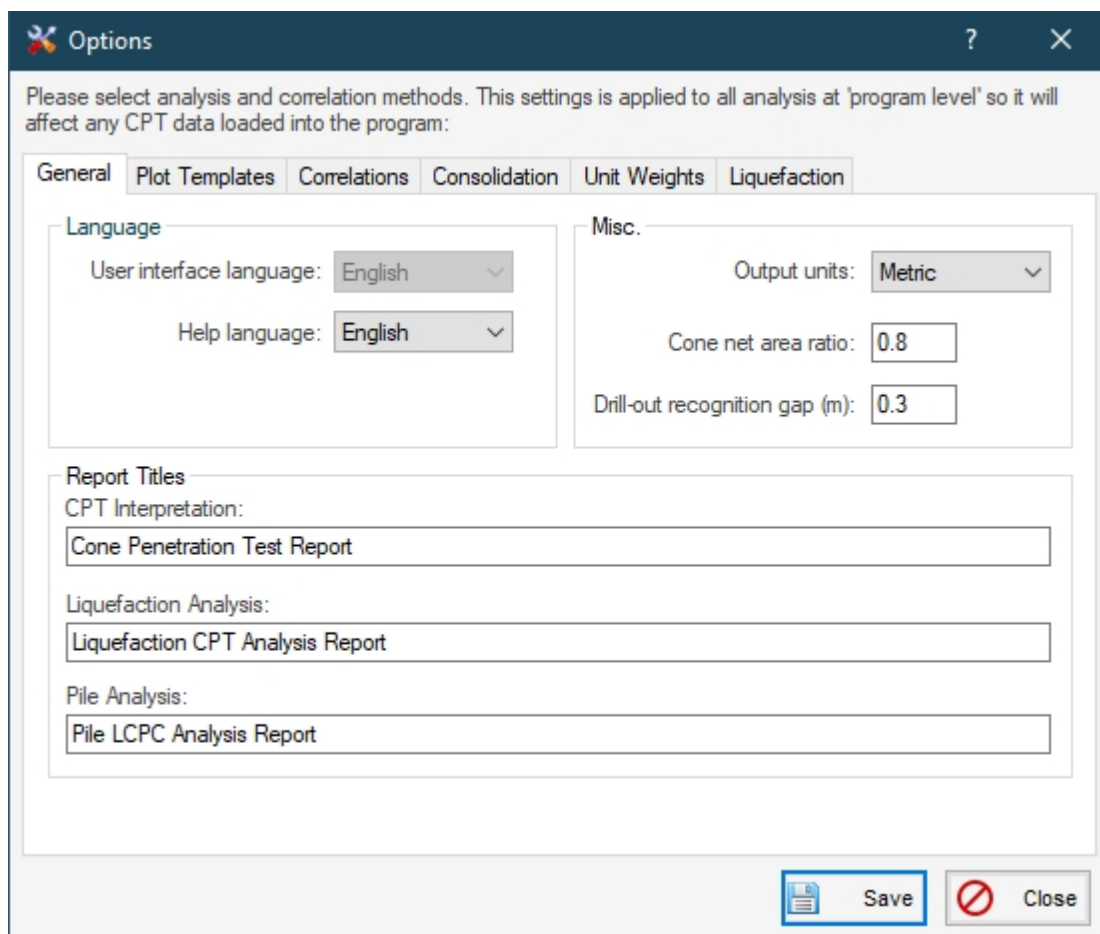 Options
?
Please select analysis and correlation methods. This settings is applied to all analysis at 'program level' so it will
affect any CPT data loaded into the program:
General Plot Templates Correlations Consolidation Unit Weights Liquefaction
Language
User interface language: English
Help language: English
Misc.
Output units: Metric
Cone net area ratio: 0.8
Drill-out recognition gap (m): 0.3
Report Titles
CPT Interpretation:
Cone Penetration Test Report
Liquefaction Analysis:
Liquefaction CPT Analysis Report
Pile Analysis:
Pile LCPC Analysis Report
Save Close